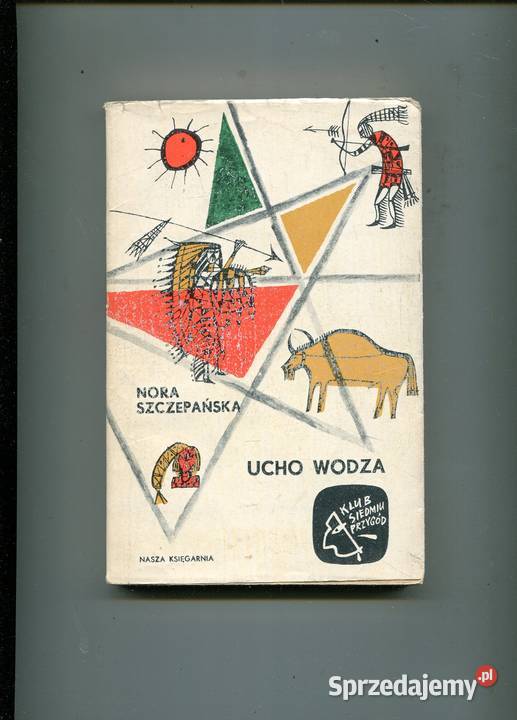 NORA
SZCZEPAŃSKA
UCHO WODZA
KLUB
SIEDMIU
PRZYGÓD
NASZA KSIĘGARNIA
Sprzedajemy.pl